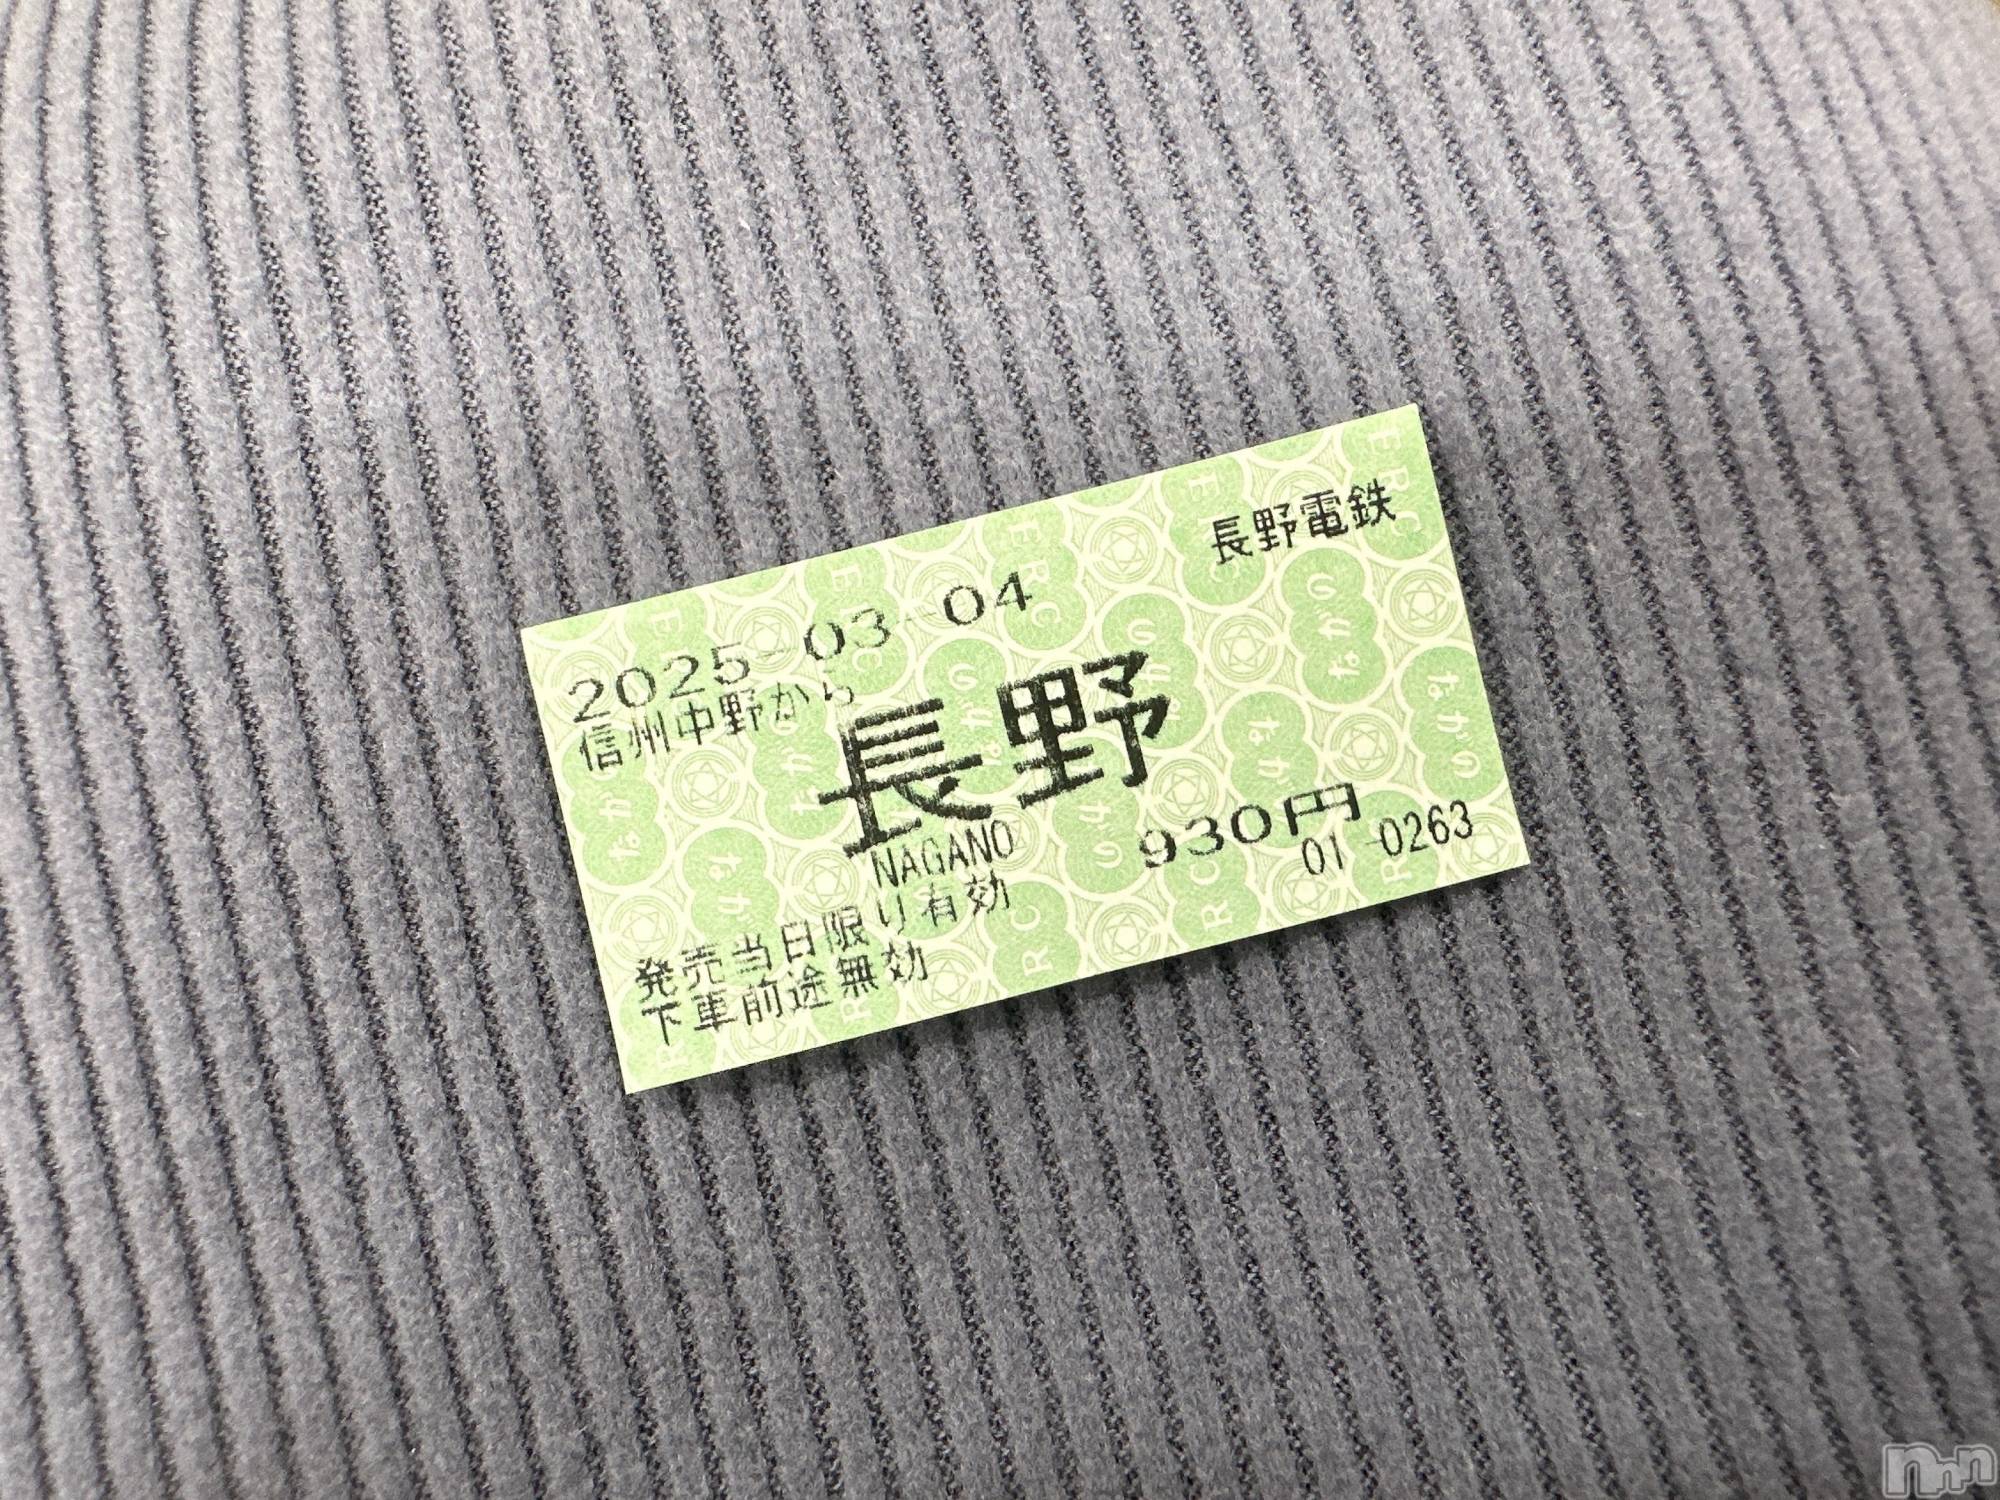 長野電鉄
2025-03-04
信州中野から
長野
NAGANO
930円
01-0263
発売当日限り有効
下車前途無効
nnn